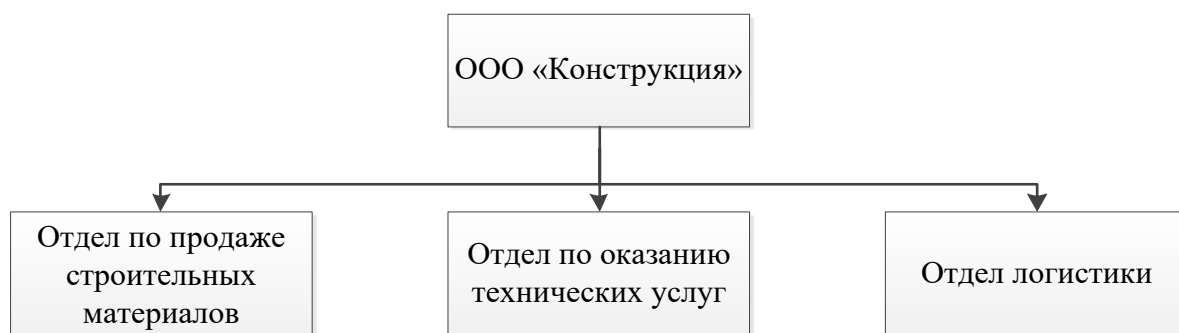 ООО «Конструкция»
Отдел по продаже
строительных
материалов
Отдел по оказанию
технических услуг
Отдел логистики